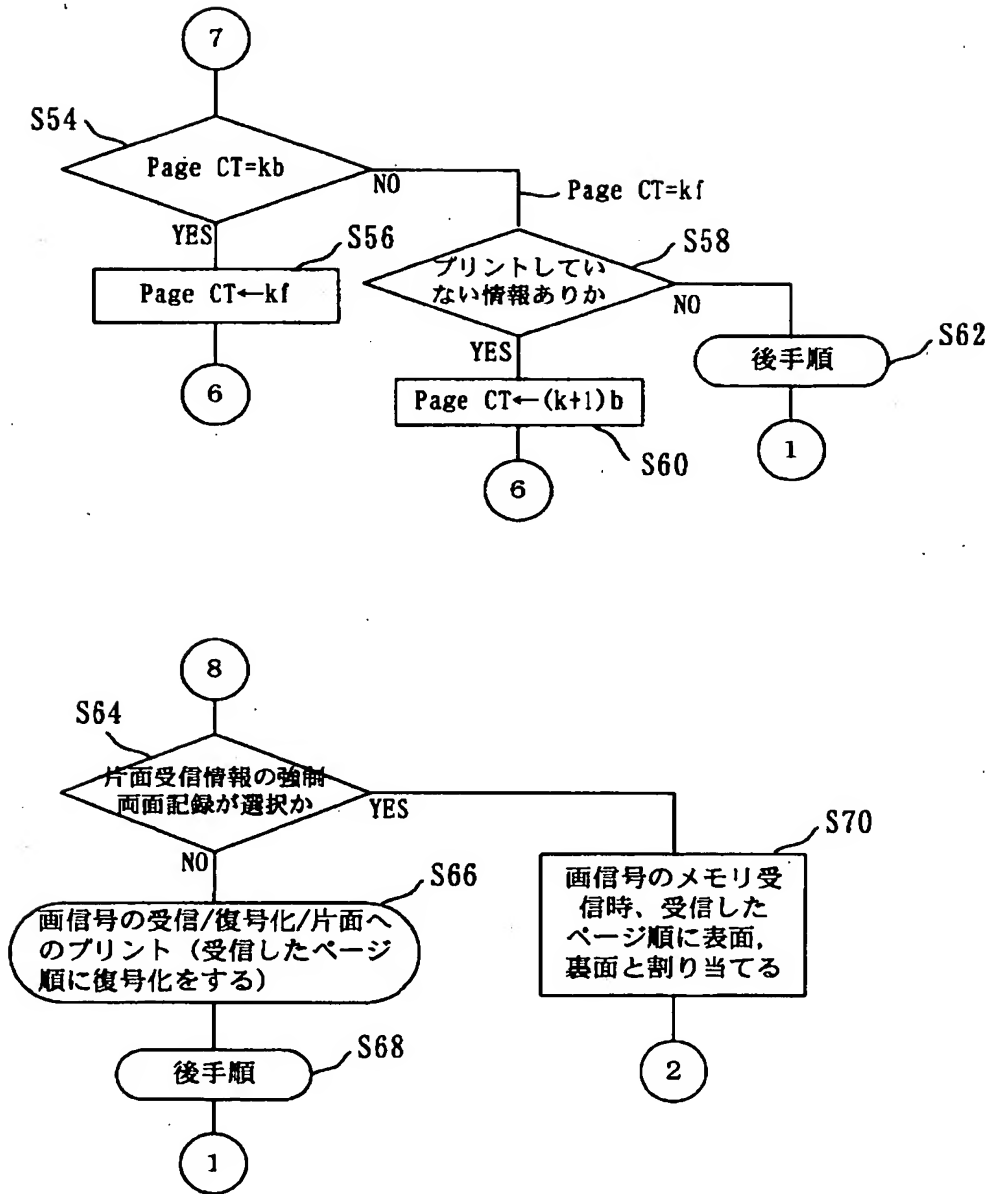 7
S54
Page CT=kb
NO
Page CT=kf
YES
S56
Page CT←kf
6
S58
プリントしてい
ない情報ありか
NO
YES
S62
後手順
1
Page CT←(k+1)b
S60
6
8
S64
片面受信情報の強制
両面記録が選択か
YES
NO
S66
画信号の受信/復号化/片面へ
のプリント（受信したページ
順に復号化をする）
S68
後手順
1
S70
画信号のメモリ受
信時、受信した
ページ順に表面,
裏面と割り当てる
2